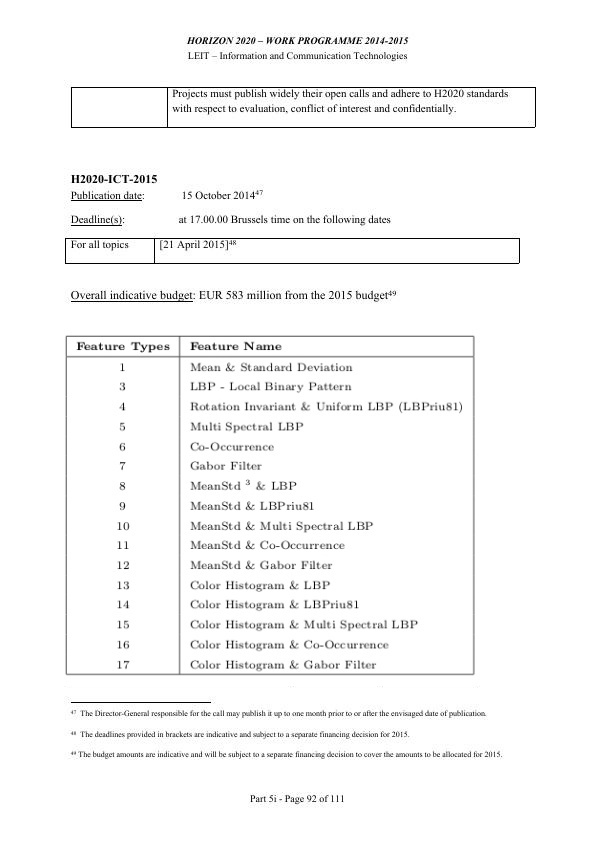 HORIZON 2020 – WORK PROGRAMME 2014-2015
LEIT – Information and Communication Technologies
Projects must publish widely their open calls and adhere to H2020 standards
with respect to evaluation, conflict of interest and confidentially.
H2020-ICT-2015
Publication date: 15 October 2014⁴⁷
Deadline(s): at 17.00.00 Brussels time on the following dates
For all topics [21 April 2015]⁴⁸
Overall indicative budget: EUR 583 million from the 2015 budget⁴⁹
Feature Types Feature Name
1 Mean & Standard Deviation
3 LBP - Local Binary Pattern
4 Rotation Invariant & Uniform LBP (LBPriu81)
5 Multi Spectral LBP
6 Co-Occurrence
7 Gabor Filter
8 MeanStd ³ & LBP
9 MeanStd & LBPriu81
10 MeanStd & Multi Spectral LBP
11 MeanStd & Co-Occurrence
12 MeanStd & Gabor Filter
13 Color Histogram & LBP
14 Color Histogram & LBPriu81
15 Color Histogram & Multi Spectral LBP
16 Color Histogram & Co-Occurrence
17 Color Histogram & Gabor Filter
⁴⁷ The Director-General responsible for the call may publish it up to one month prior to or after the envisaged date of publication.
⁴⁸ The deadlines provided in brackets are indicative and subject to a separate financing decision for 2015.
⁴⁹ The budget amounts are indicative and will be subject to a separate financing decision to cover the amounts to be allocated for 2015.
Part 5i - Page 92 of 111